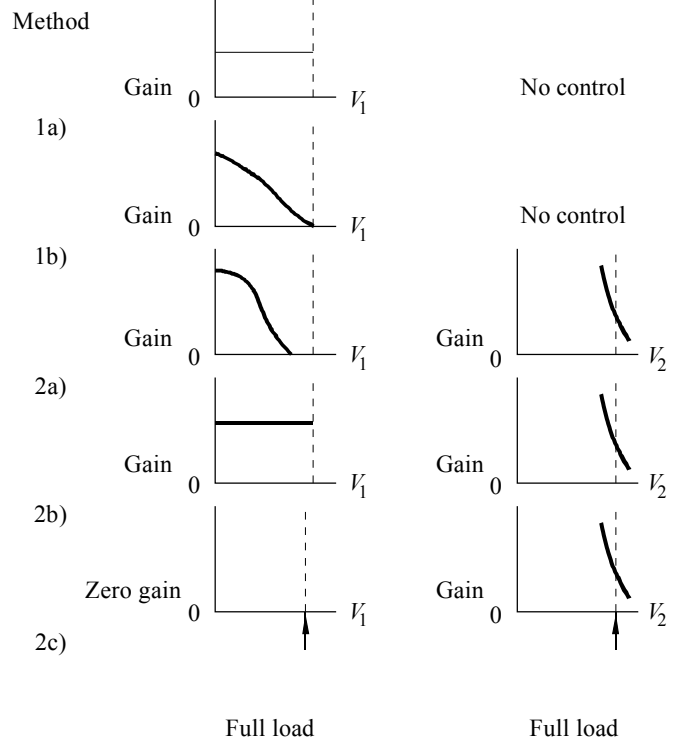 Method
Gain 0 V1 No control
1a)
Gain 0 V1 No control
1b)
Gain 0 V1 Gain 0 V2
2a)
Gain 0 V1 Gain 0 V2
2b)
Zero gain 0 V1 Gain 0 V2
2c)
Full load Full load